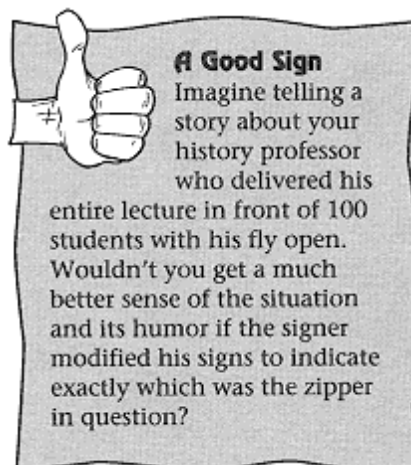 A Good Sign
Imagine telling a
story about your
history professor
who delivered his
entire lecture in front of 100
students with his fly open.
Wouldn't you get a much
better sense of the situation
and its humor if the signer
modified his signs to indicate
exactly which was the zipper
in question?